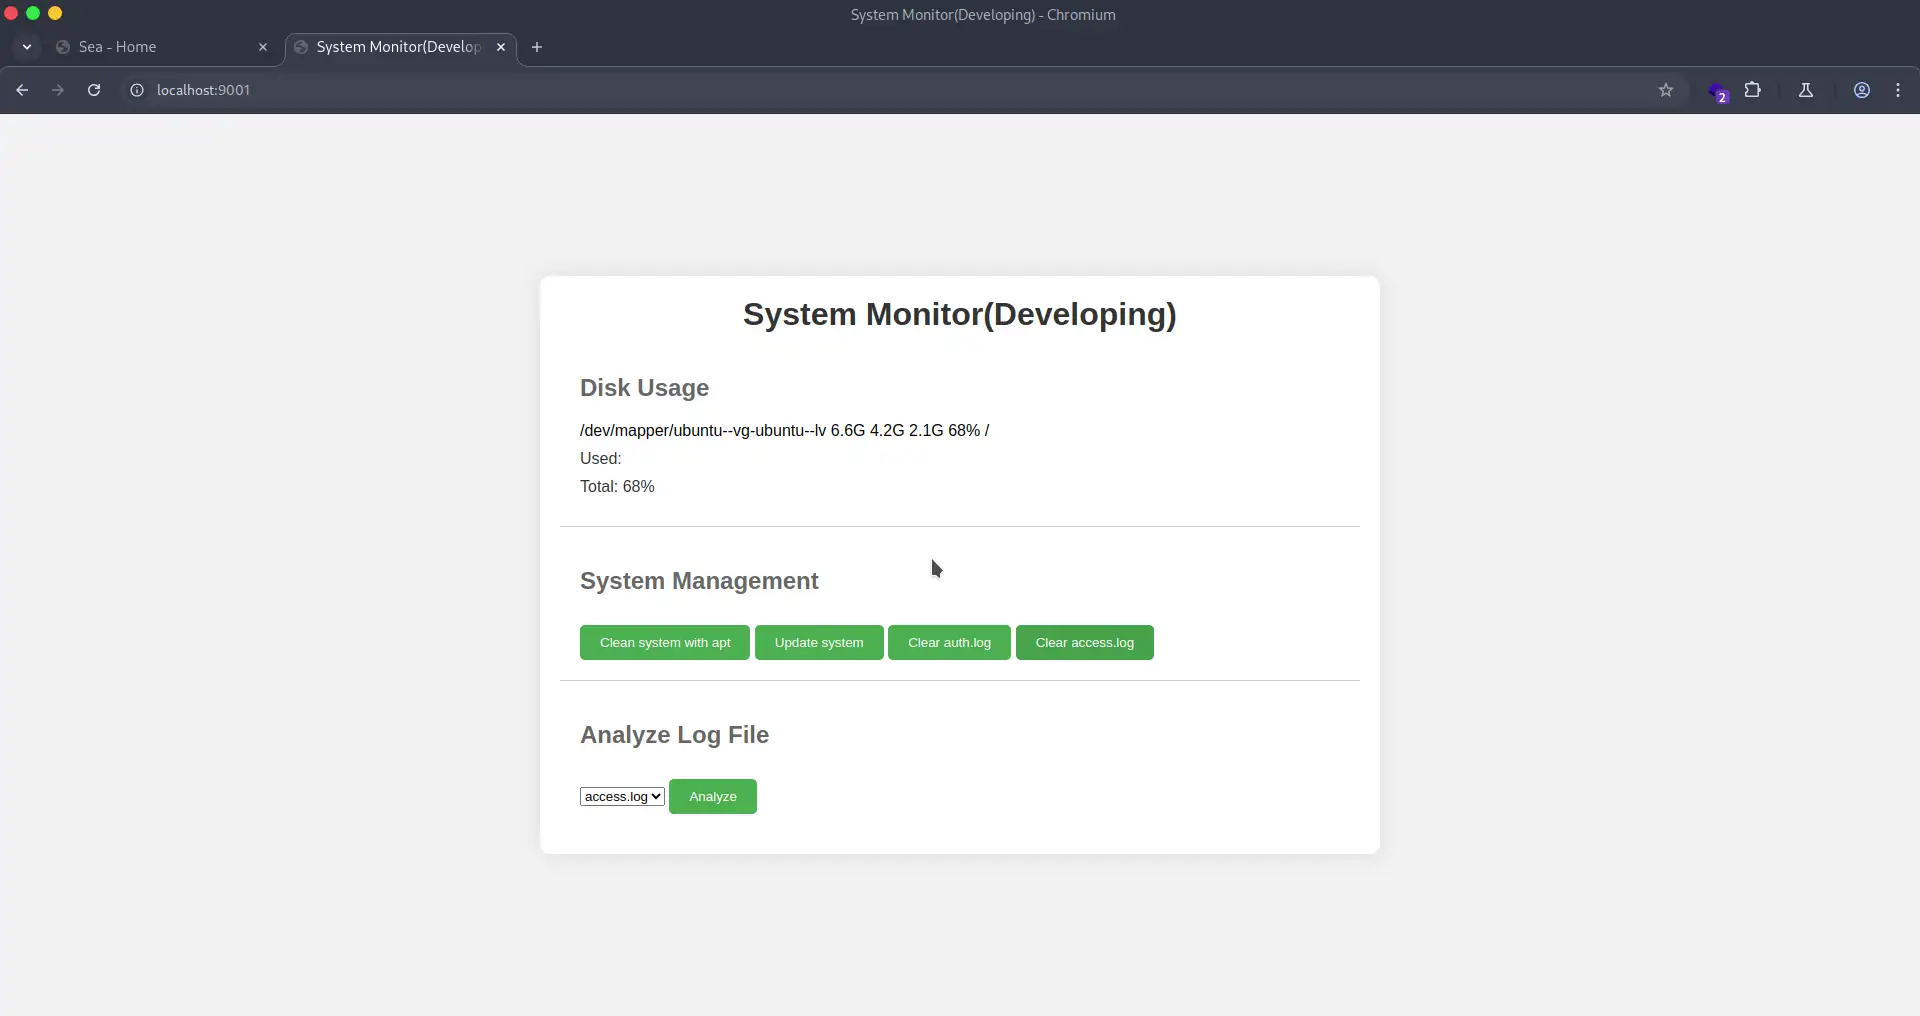 System Monitor(Developing) - Chromium
Sea - Home
System Monitor(Develop
localhost:9001
2
System Monitor(Developing)
Disk Usage
/dev/mapper/ubuntu--vg-ubuntu--lv 6.6G 4.2G 2.1G 68% /
Used:
Total: 68%
System Management
Clean system with apt Update system Clear auth.log Clear access.log
Analyze Log File
access.log Analyze